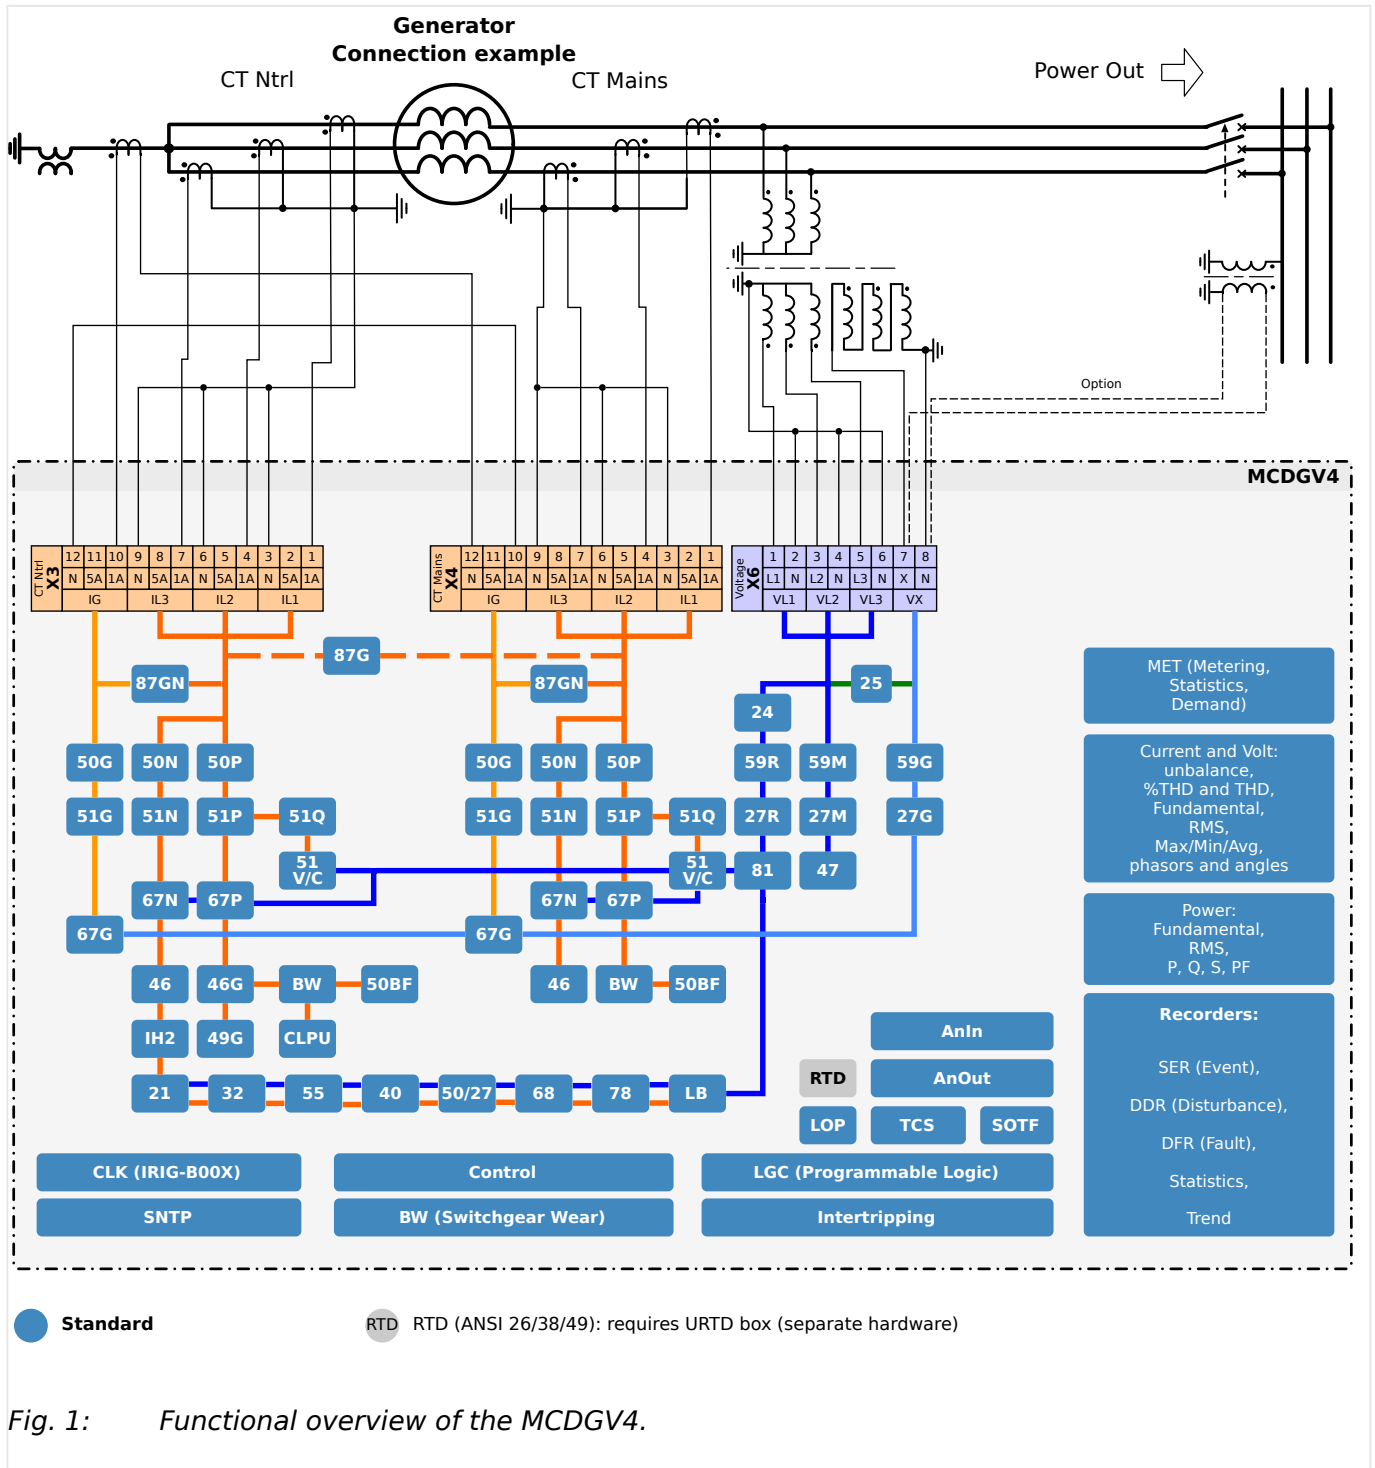 Generator
Connection example
CT Ntrl
CT Mains
Power Out
Option
MCDGV4
CT Ntrl
X3
12 11 10 9 8 7 6 5 4 3 2 1
N 5A 1A N 5A 1A N 5A 1A N 5A 1A
IG IL3 IL2 IL1
CT Mains
X4
12 11 10 9 8 7 6 5 4 3 2 1
N 5A 1A N 5A 1A N 5A 1A N 5A 1A
IG IL3 IL2 IL1
Voltage
X6
1 2 3 4 5 6 7 8
L1 N L2 N L3 N X N
VL1 VL2 VL3 VX
87G
87GN 87GN 25
24
50G 50N 50P 50G 50N 50P 59R 59M 59G
51G 51N 51P 51Q 51G 51N 51P 51Q 27R 27M 27G
51
V/C
51
V/C
81 47
67N 67P 67N 67P
67G 67G
46 46G BW 50BF 46 BW 50BF
IH2 49G CLPU
21 32 55 40 50/27 68 78 LB
AnIn
RTD AnOut
LOP TCS SOTF
CLK (IRIG-B00X) Control LGC (Programmable Logic)
SNTP BW (Switchgear Wear) Intertripping
MET (Metering,
Statistics,
Demand)
Current and Volt:
unbalance,
%THD and THD,
Fundamental,
RMS,
Max/Min/Avg,
phasors and angles
Power:
Fundamental,
RMS,
P, Q, S, PF
Recorders:
SER (Event),
DDR (Disturbance),
DFR (Fault),
Statistics,
Trend
Standard
RTD RTD (ANSI 26/38/49): requires URTD box (separate hardware)
Fig. 1: Functional overview of the MCDGV4.